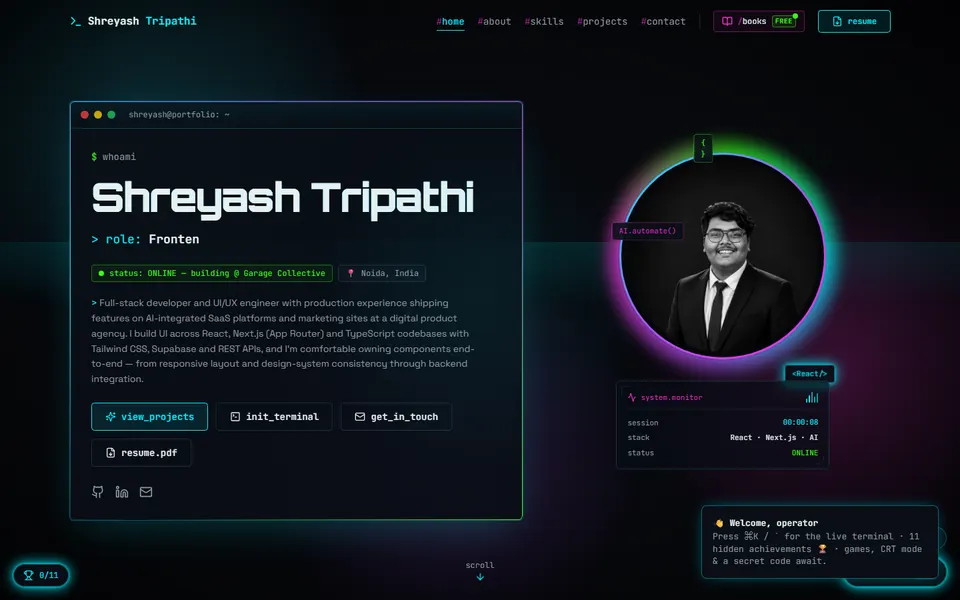 >_ Shreyash Tripathi
#home #about #skills #projects #contact /books FREE resume
shreyash@portfolio: ~
$ whoami
Shreyash Tripathi
> role: Fronten
status: ONLINE — building @ Garage Collective
Noida, India
> Full-stack developer and UI/UX engineer with production experience shipping
features on AI-integrated SaaS platforms and marketing sites at a digital product
agency. I build UI across React, Next.js (App Router) and TypeScript codebases with
Tailwind CSS, Supabase and REST APIs, and I'm comfortable owning components end-
to-end — from responsive layout and design-system consistency through backend
integration.
view_projects init_terminal get_in_touch
resume.pdf
{
}
AI.automate()
<React/>
system.monitor
session 00:00:08
stack React · Next.js · AI
status ONLINE
👋 Welcome, operator
Press ⌘K / ` for the live terminal · 11
hidden achievements 🏆 · games, CRT mode
& a secret code await.
0/11
scroll